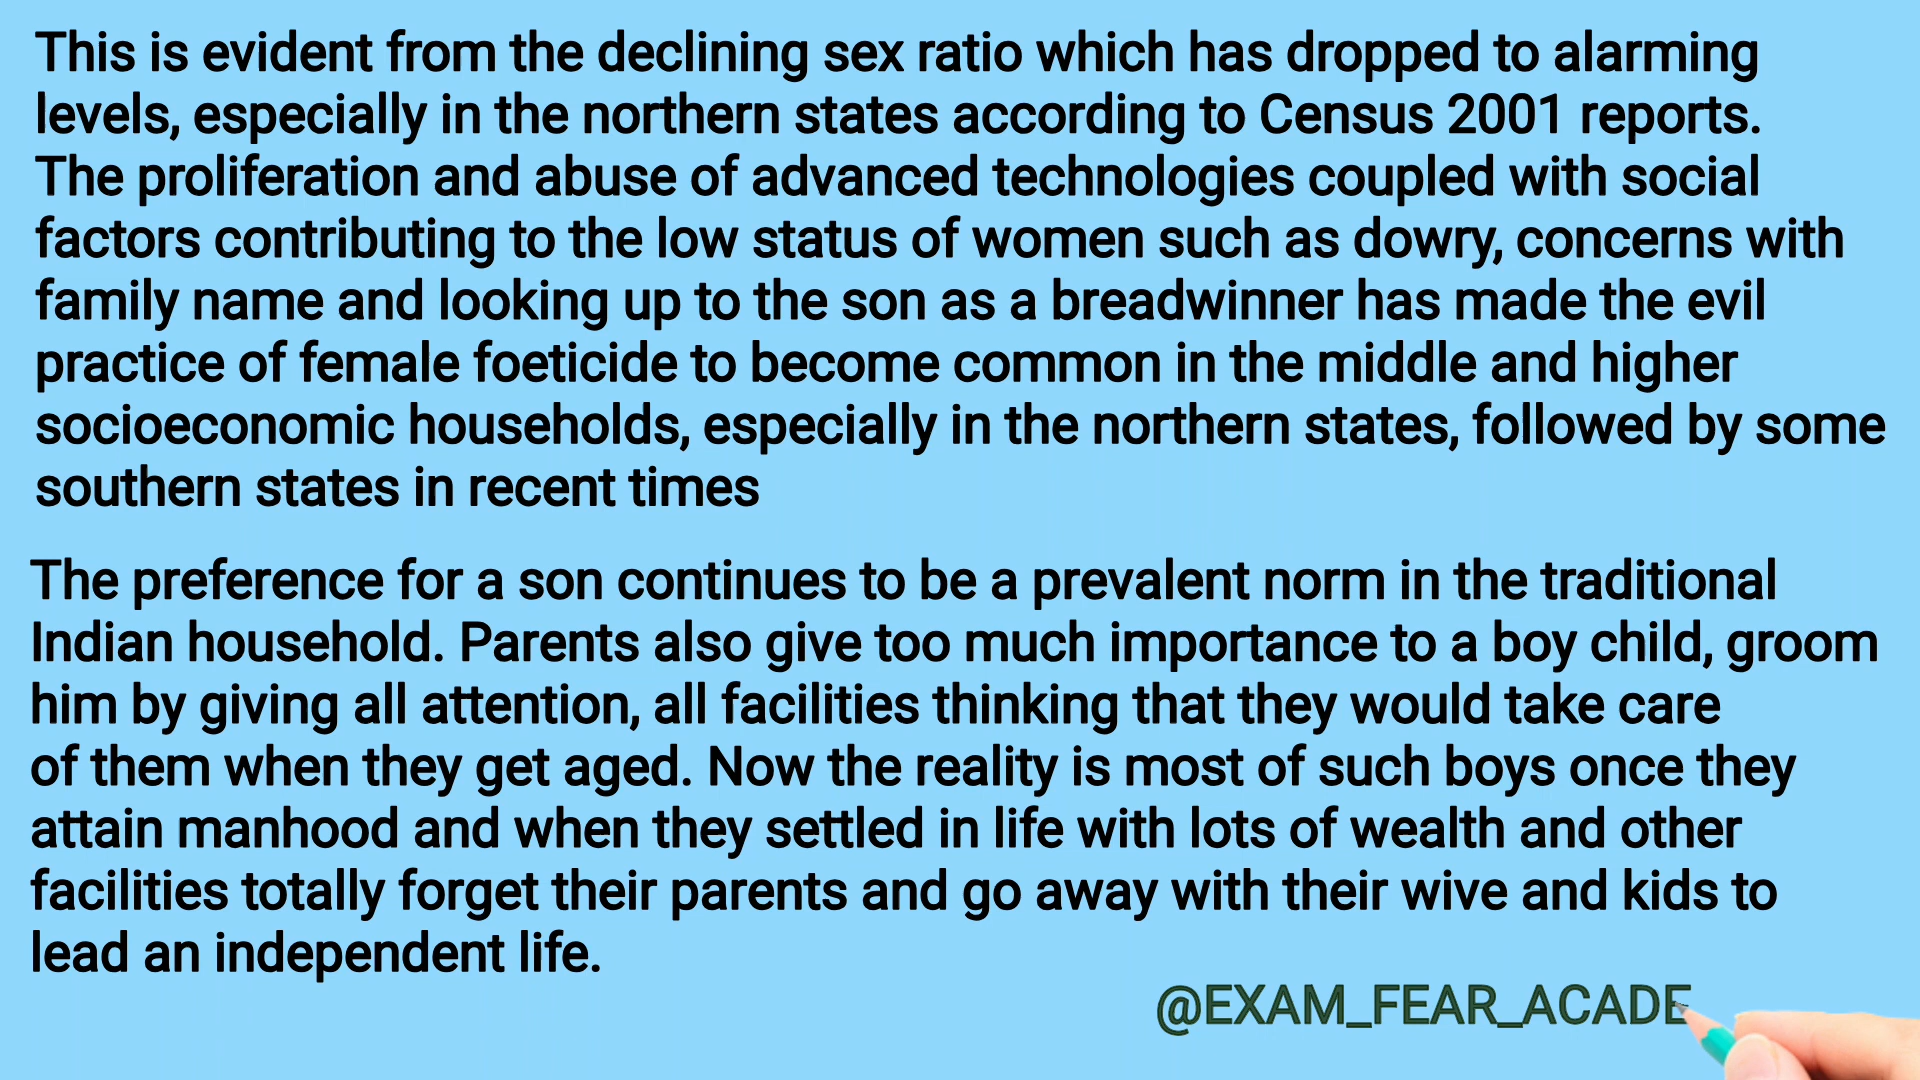 This is evident from the declining sex ratio which has dropped to alarming
levels, especially in the northern states according to Census 2001 reports.
The proliferation and abuse of advanced technologies coupled with social
factors contributing to the low status of women such as dowry, concerns with
family name and looking up to the son as a breadwinner has made the evil
practice of female foeticide to become common in the middle and higher
socioeconomic households, especially in the northern states, followed by some
southern states in recent times
The preference for a son continues to be a prevalent norm in the traditional
Indian household. Parents also give too much importance to a boy child, groom
him by giving all attention, all facilities thinking that they would take care
of them when they get aged. Now the reality is most of such boys once they
attain manhood and when they settled in life with lots of wealth and other
facilities totally forget their parents and go away with their wive and kids to
lead an independent life.
@EXAM_FEAR_ACADE